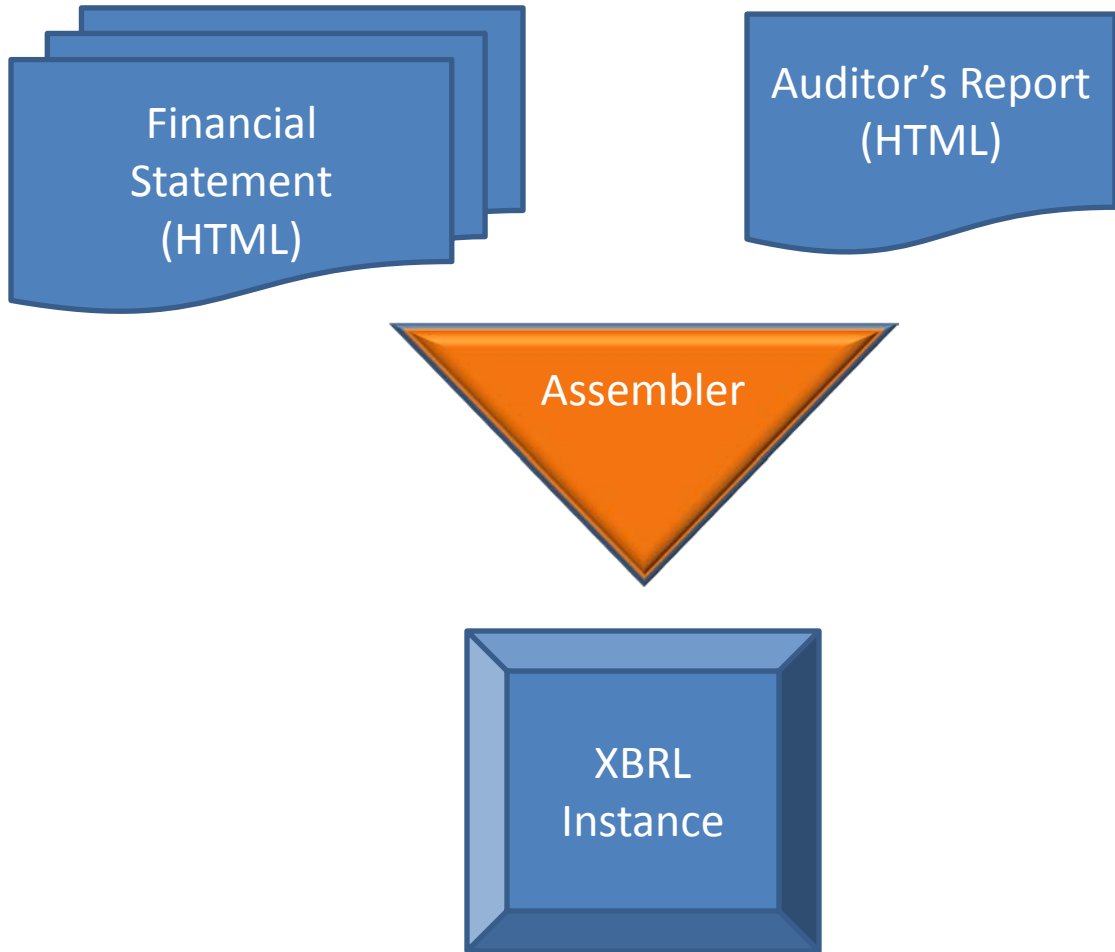 Financial
Statement
(HTML)
Auditor’s Report
(HTML)
Assembler
XBRL
Instance